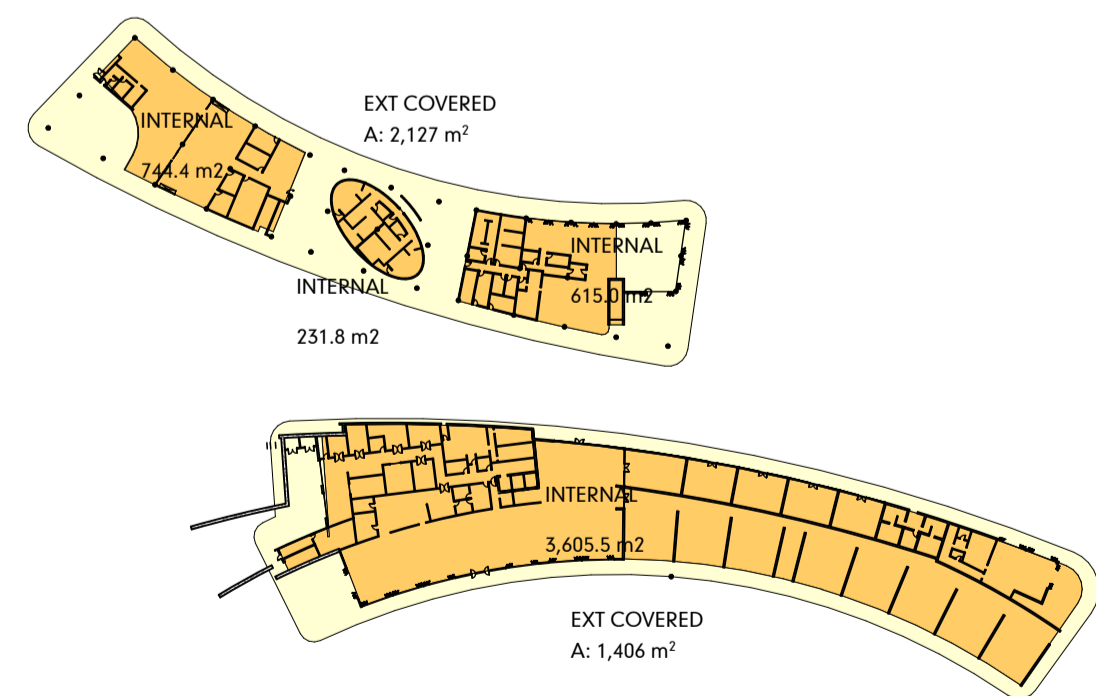 EXT COVERED
A: 2,127 m²
INTERNAL
744.4 m2
INTERNAL
231.8 m2
INTERNAL
615.0 m2
INTERNAL
3,605.5 m2
EXT COVERED
A: 1,406 m²